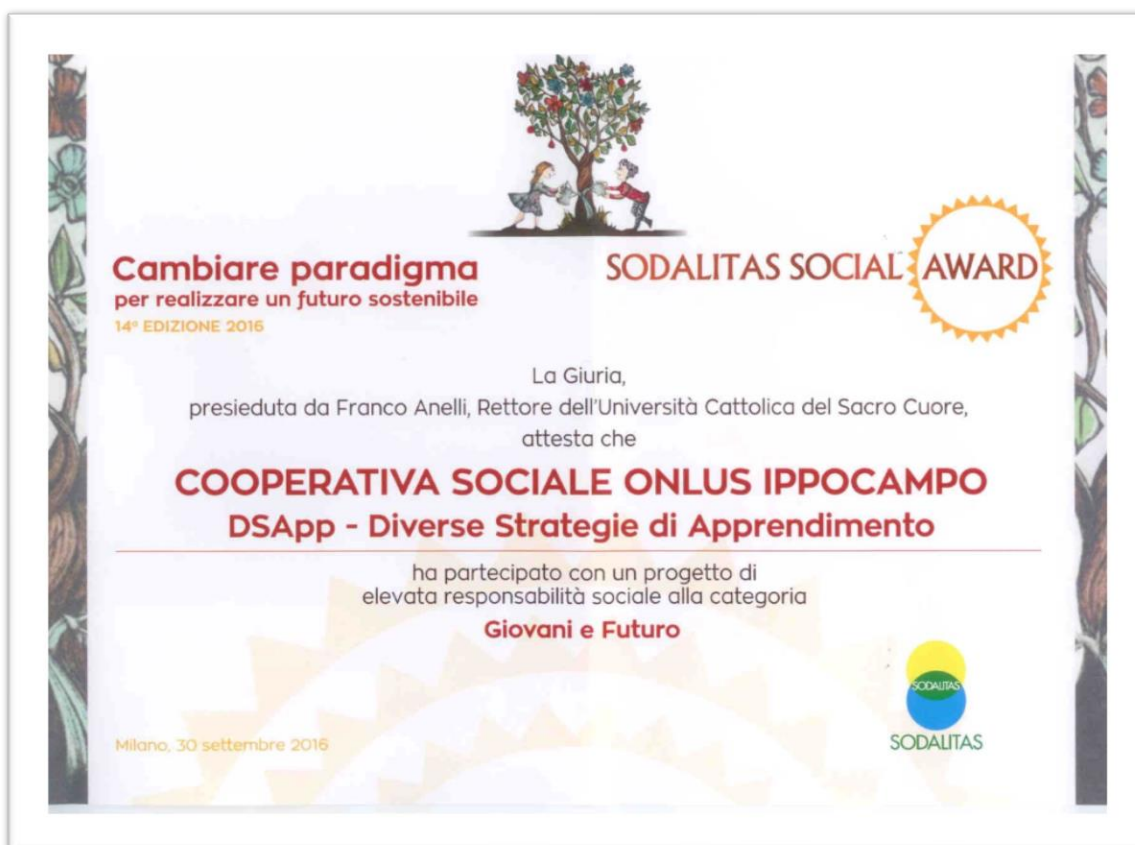 Cambiare paradigma
per realizzare un futuro sostenibile
14ª EDIZIONE 2016
SODALITAS SOCIAL AWARD
La Giuria,
presieduta da Franco Anelli, Rettore dell'Università Cattolica del Sacro Cuore,
attesta che
COOPERATIVA SOCIALE ONLUS IPPOCAMPO
DSApp - Diverse Strategie di Apprendimento
ha partecipato con un progetto di
elevata responsabilità sociale alla categoria
Giovani e Futuro
Milano, 30 settembre 2016
SODALITAS
SODALITAS